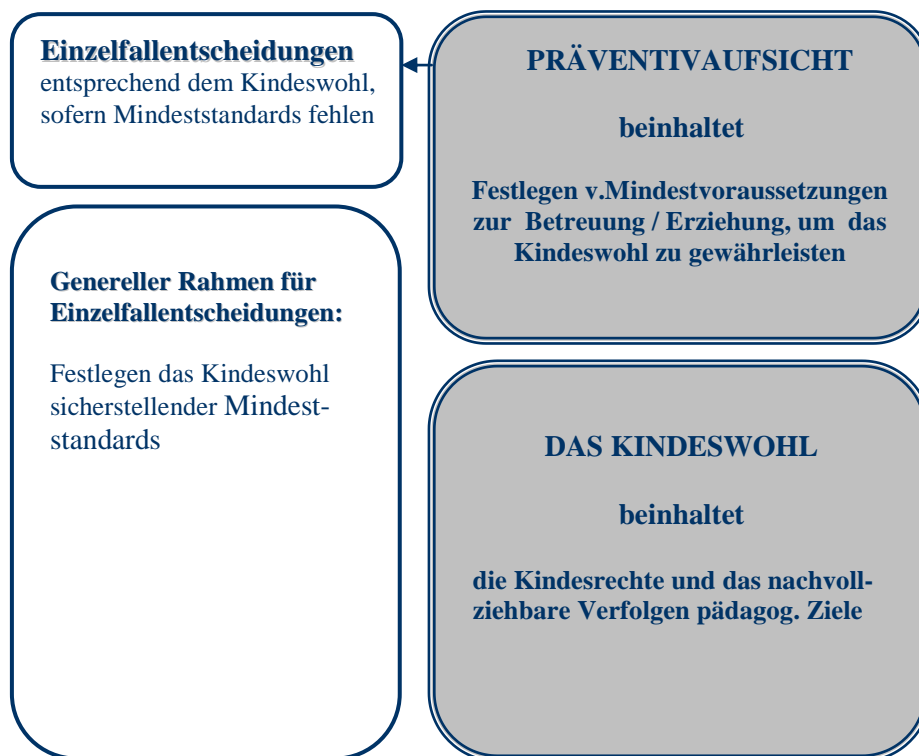 Einzelfallentscheidungen
entsprechend dem Kindeswohl,
sofern Mindeststandards fehlen
PRÄVENTIVAUFSICHT
beinhaltet
Festlegen v.Mindestvoraussetzungen
zur Betreuung / Erziehung, um das
Kindeswohl zu gewährleisten
Genereller Rahmen für
Einzelfallentscheidungen:
Festlegen das Kindeswohl
sicherstellender Mindest-
standards
DAS KINDESWOHL
beinhaltet
die Kindesrechte und das nachvoll-
ziehbare Verfolgen pädagog. Ziele